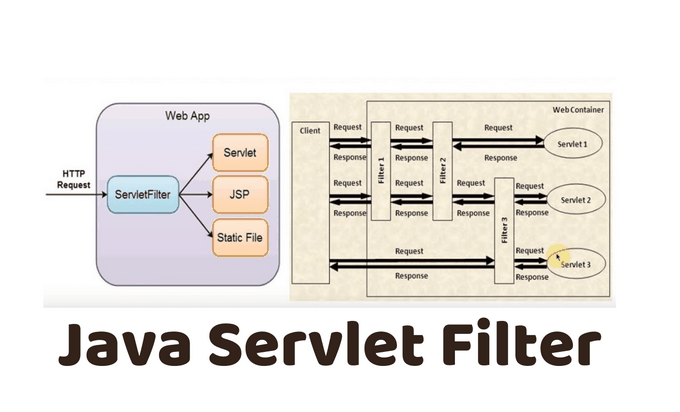 Web App
HTTP
Request
ServletFilter
Servlet
JSP
Static File
Web Container
Client
Request
Response
Filter 1
Request
Response
Filter 2
Request
Response
Servlet 1
Request
Response
Request
Response
Request
Response
Filter 3
Request
Response
Servlet 2
Request
Response
Request
Response
Servlet 3
Java Servlet Filter